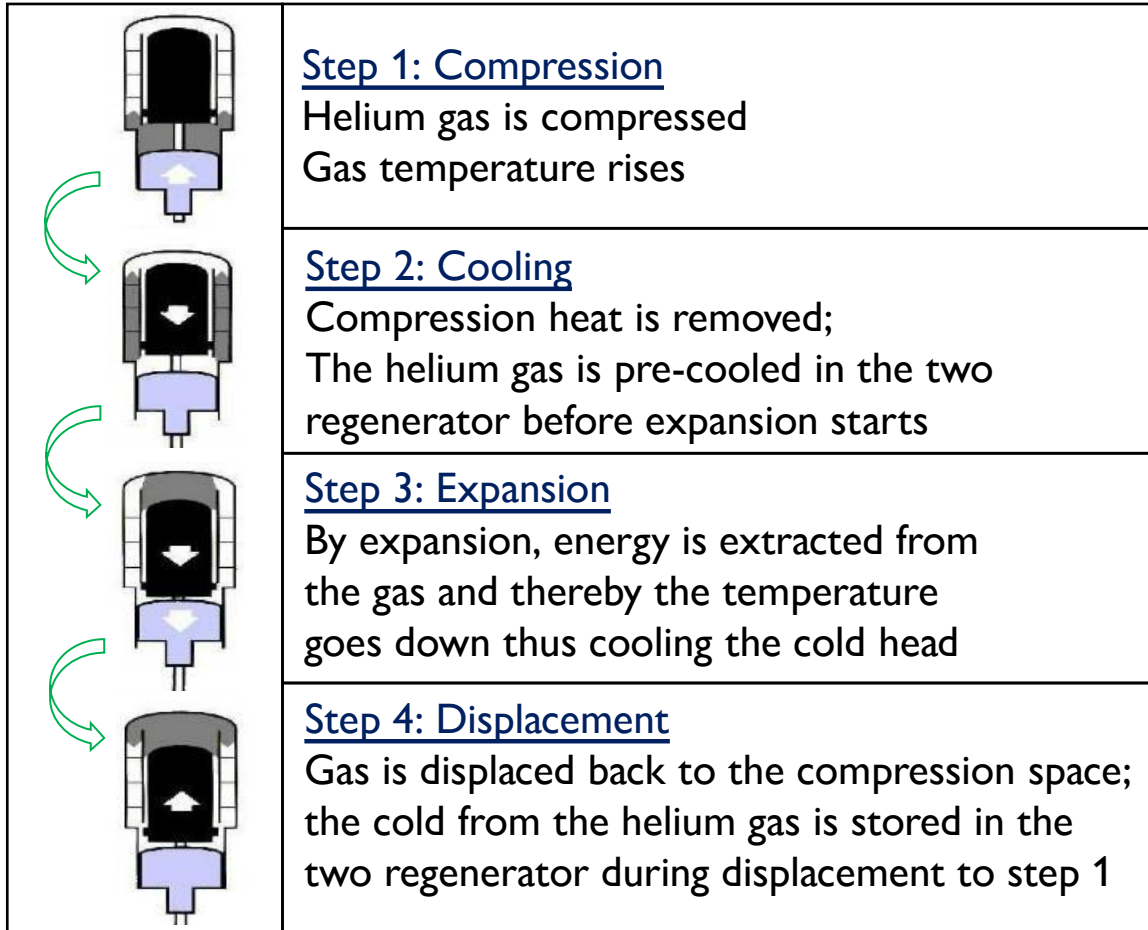 Step 1: Compression
Helium gas is compressed
Gas temperature rises
Step 2: Cooling
Compression heat is removed;
The helium gas is pre-cooled in the two
regenerator before expansion starts
Step 3: Expansion
By expansion, energy is extracted from
the gas and thereby the temperature
goes down thus cooling the cold head
Step 4: Displacement
Gas is displaced back to the compression space;
the cold from the helium gas is stored in the
two regenerator during displacement to step 1